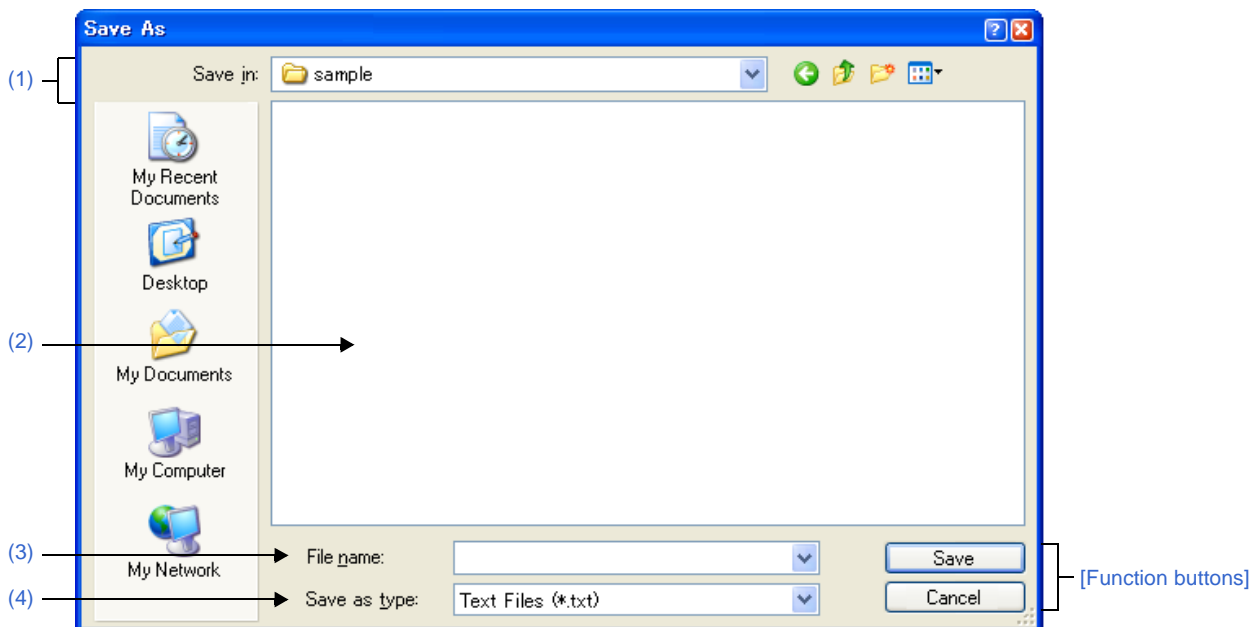 Save As
(1)
Save in:
sample
My Recent
Documents
Desktop
(2)
My Documents
My Computer
My Network
(3)
File name:
Save
[Function buttons]
(4)
Save as type:
Text Files (*.txt)
Cancel